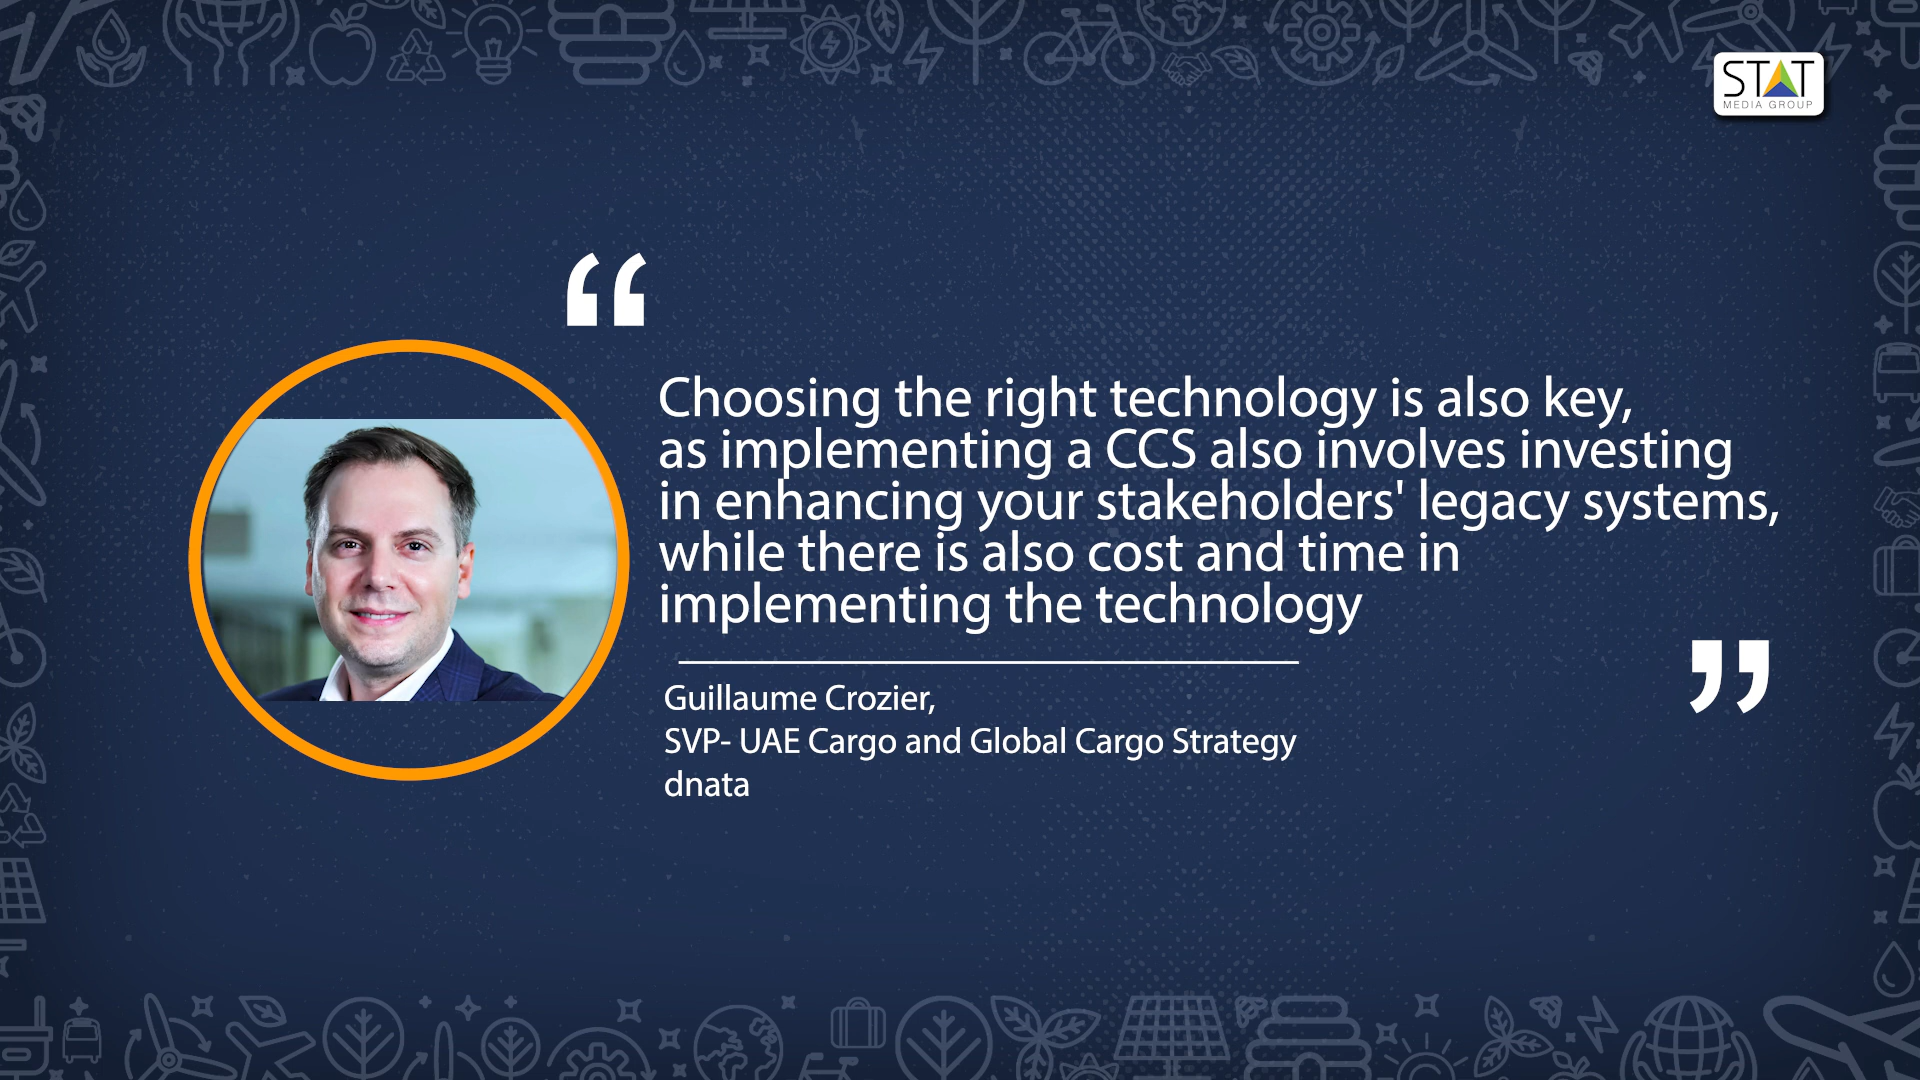 STAT
MEDIA GROUP
“
Choosing the right technology is also key,
as implementing a CCS also involves investing
in enhancing your stakeholders' legacy systems,
while there is also cost and time in
implementing the technology
”
Guillaume Crozier,
SVP- UAE Cargo and Global Cargo Strategy
dnata